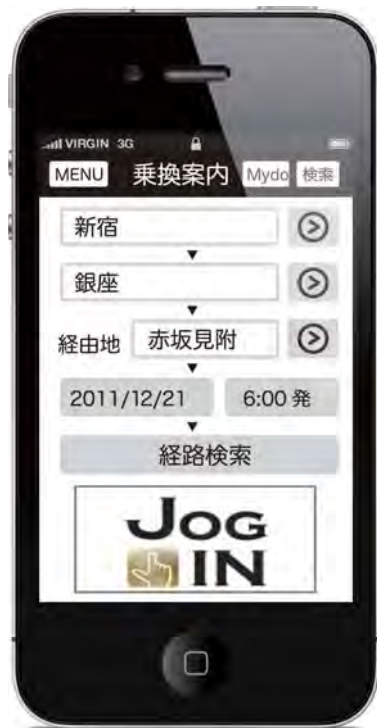 VIRGIN 3G
MENU 乗換案内 Mydo 検索
新宿
銀座
経由地 赤坂見附
2011/12/21 6:00 発
経路検索
JOG
IN